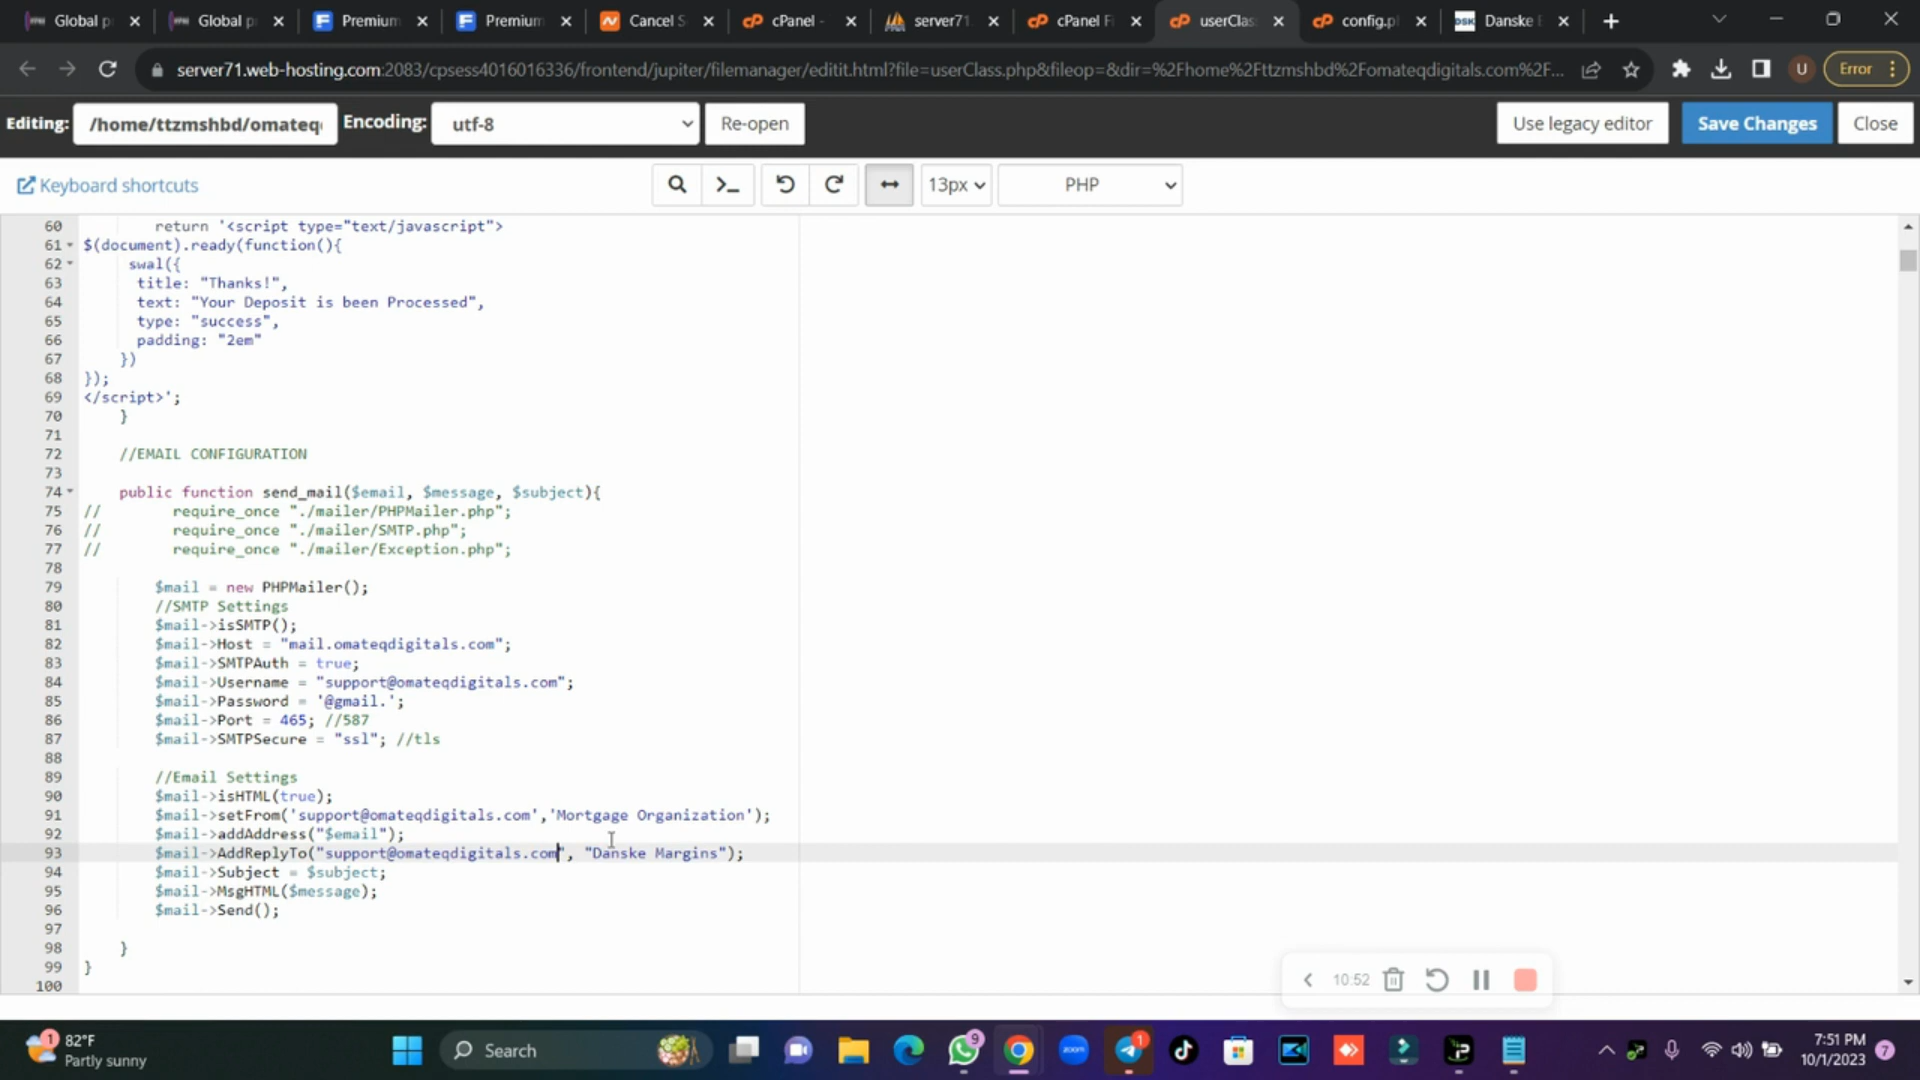 Global p
Global p
Premium
Premium
Cancel S
cPanel -
server71
cPanel Fi
userClas
config.p
Danske
server71.web-hosting.com:2083/cpsess4016016336/frontend/jupiter/filemanager/editit.html?file=userClass.php&fileop=&dir=%2Fhome%2Fttzmshbd%2Fomateqdigitals.com%2F...
U
Error
Editing:
/home/ttzmshbd/omateq
Encoding:
utf-8
Re-open
Use legacy editor
Save Changes
Close
Keyboard shortcuts
13px
PHP
60 return '<script type="text/javascript">
61 $(document).ready(function(){
62 swal({
63 title: "Thanks!",
64 text: "Your Deposit is been Processed",
65 type: "success",
66 padding: "2em"
67 })
68 });
69 </script>';
70 }
71
72 //EMAIL CONFIGURATION
73
74 public function send_mail($email, $message, $subject){
75 // require_once "./mailer/PHPMailer.php";
76 // require_once "./mailer/SMTP.php";
77 // require_once "./mailer/Exception.php";
78
79 $mail = new PHPMailer();
80 //SMTP Settings
81 $mail->isSMTP();
82 $mail->Host = "mail.omateqdigitals.com";
83 $mail->SMTPAuth = true;
84 $mail->Username = "support@omateqdigitals.com";
85 $mail->Password = '@gmail.';
86 $mail->Port = 465; //587
87 $mail->SMTPSecure = "ssl"; //tls
88
89 //Email Settings
90 $mail->isHTML(true);
91 $mail->setFrom('support@omateqdigitals.com','Mortgage Organization');
92 $mail->addAddress("$email");
93 $mail->AddReplyTo("support@omateqdigitals.com", "Danske Margins");
94 $mail->Subject = $subject;
95 $mail->MsgHTML($message);
96 $mail->Send();
97
98 }
99 }
100
10:52
1
82°F
Partly sunny
Search
9
zoom
1
7:51 PM
10/1/2023
7